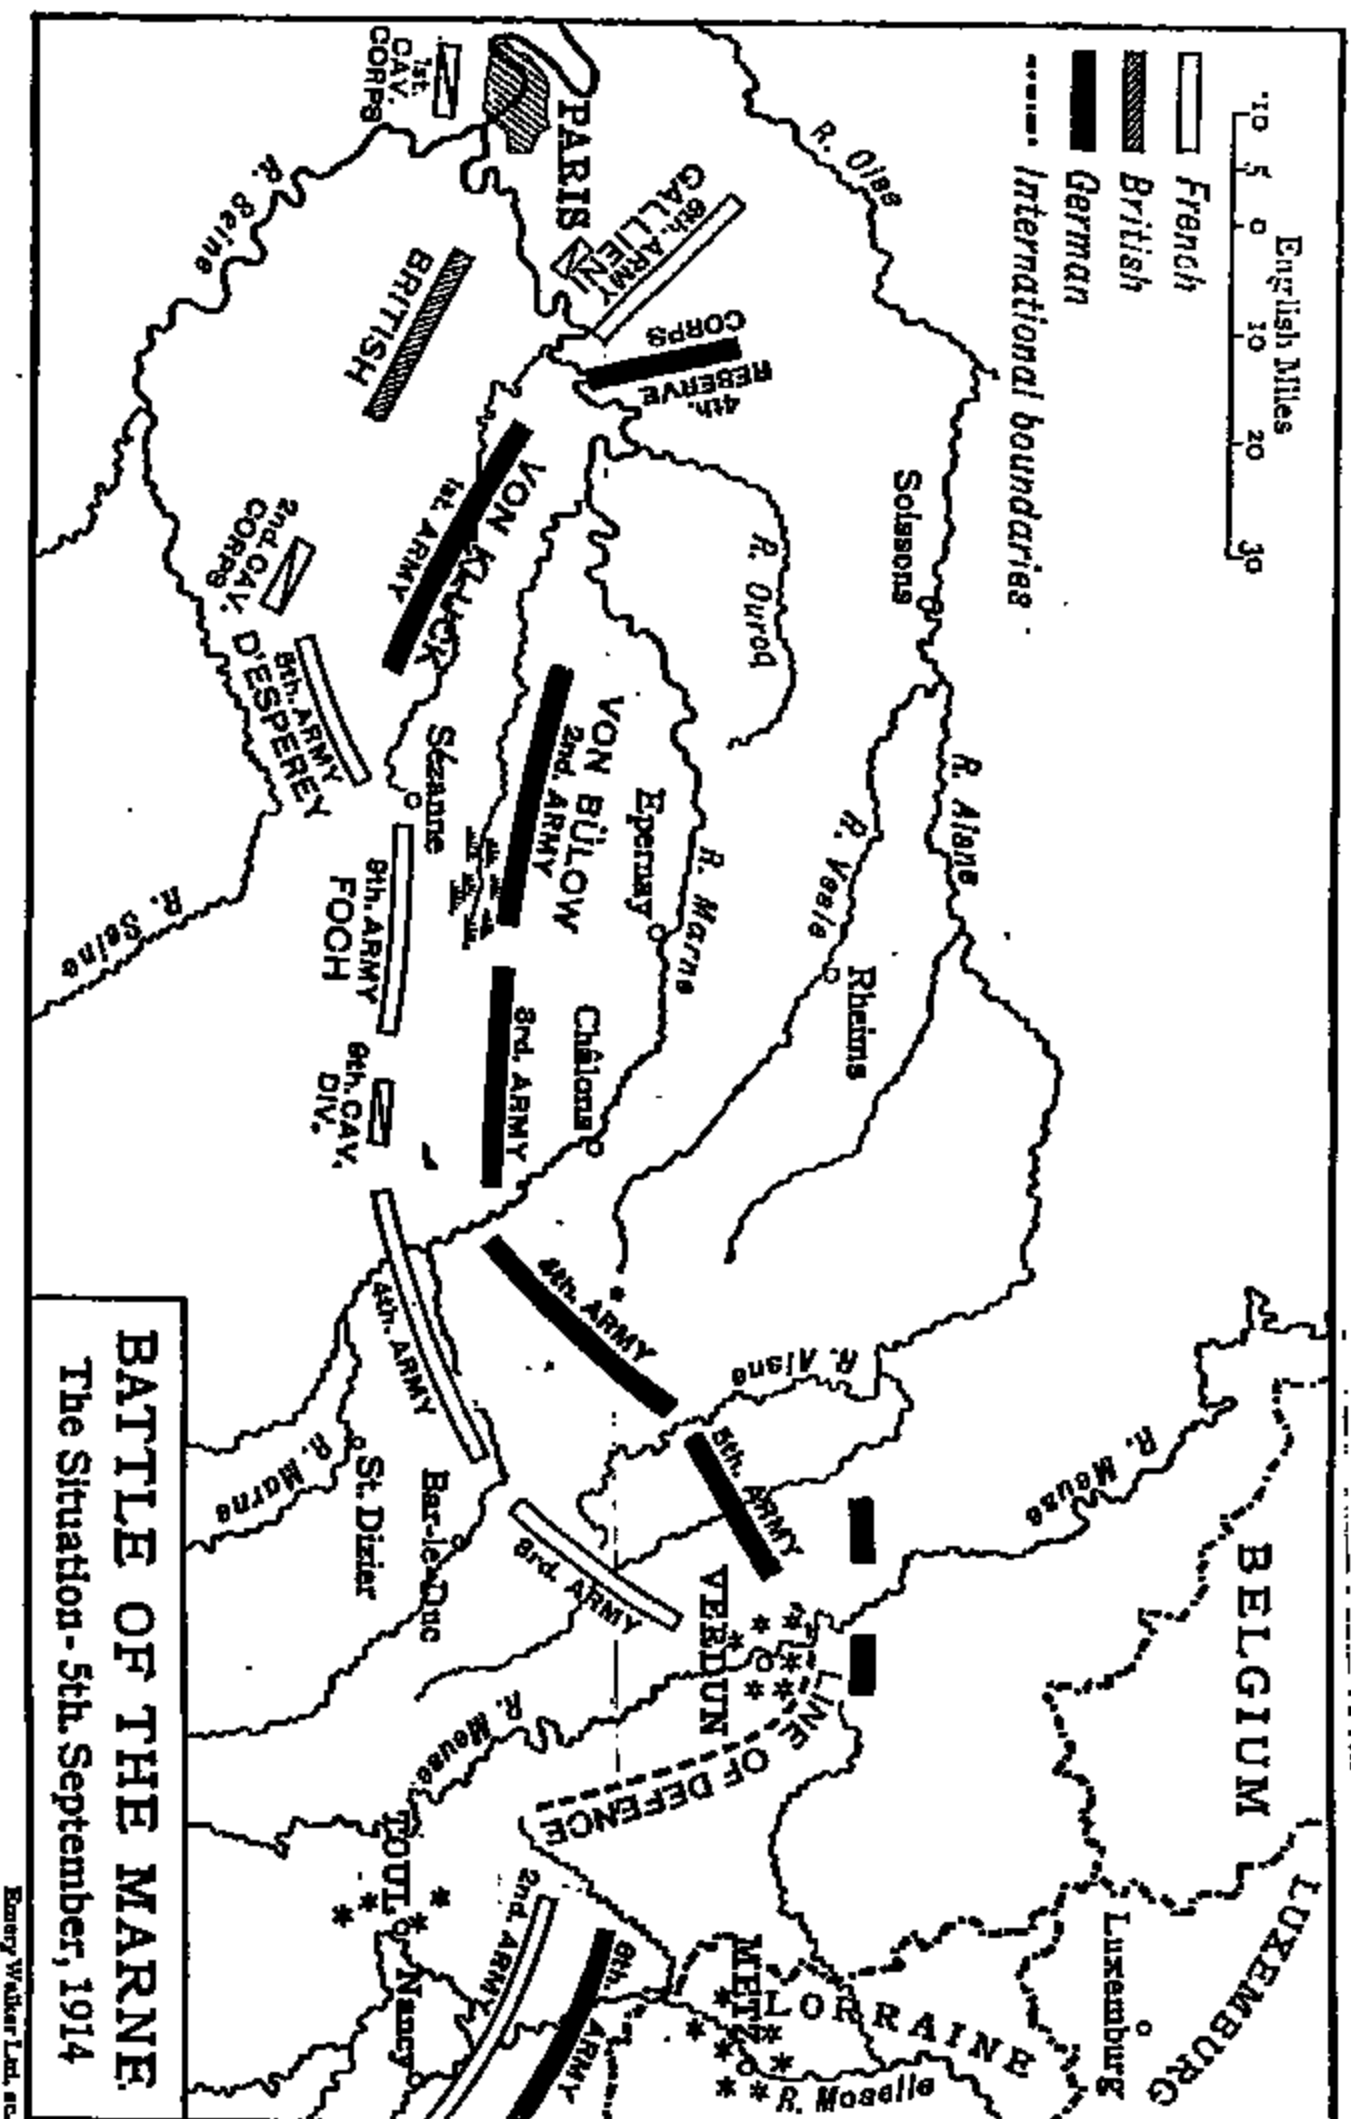 English Miles
10 5 0 10 20 30
French
British
German
International boundaries
BELGIUM
LUXEMBURG
Luxemburg
LORRAINE
R. Moselle
METZ
R. Meuse
R. Oise
Soissons
R. Aisne
R. Vesle
Rheims
R. Aisne
R. Ourcq
R. Marne
Epernay
Châlons
PARIS
1st.
CAV.
CORPS
6th. ARMY
GALLIENI
4th.
RESERVE
CORPS
BRITISH
R. Seine
VON KLUCK
1st. ARMY
VON BÜLOW
2nd. ARMY
3rd. ARMY
4th. ARMY
5th. ARMY
VERDUN
LINE OF DEFENCE
2nd. CAV.
CORPS
5th. ARMY
D'ESPEREY
Sézanne
9th. ARMY
FOCH
9th. CAV.
DIV.
4th. ARMY
3rd. ARMY
Bar-le-Duc
St. Dizier
R. Marne
R. Seine
R. Meuse
TOUL
Nancy
2nd. ARMY
6th. ARMY
BATTLE OF THE MARNE
The Situation - 5th. September, 1914
Emery Walker Ltd. sc.